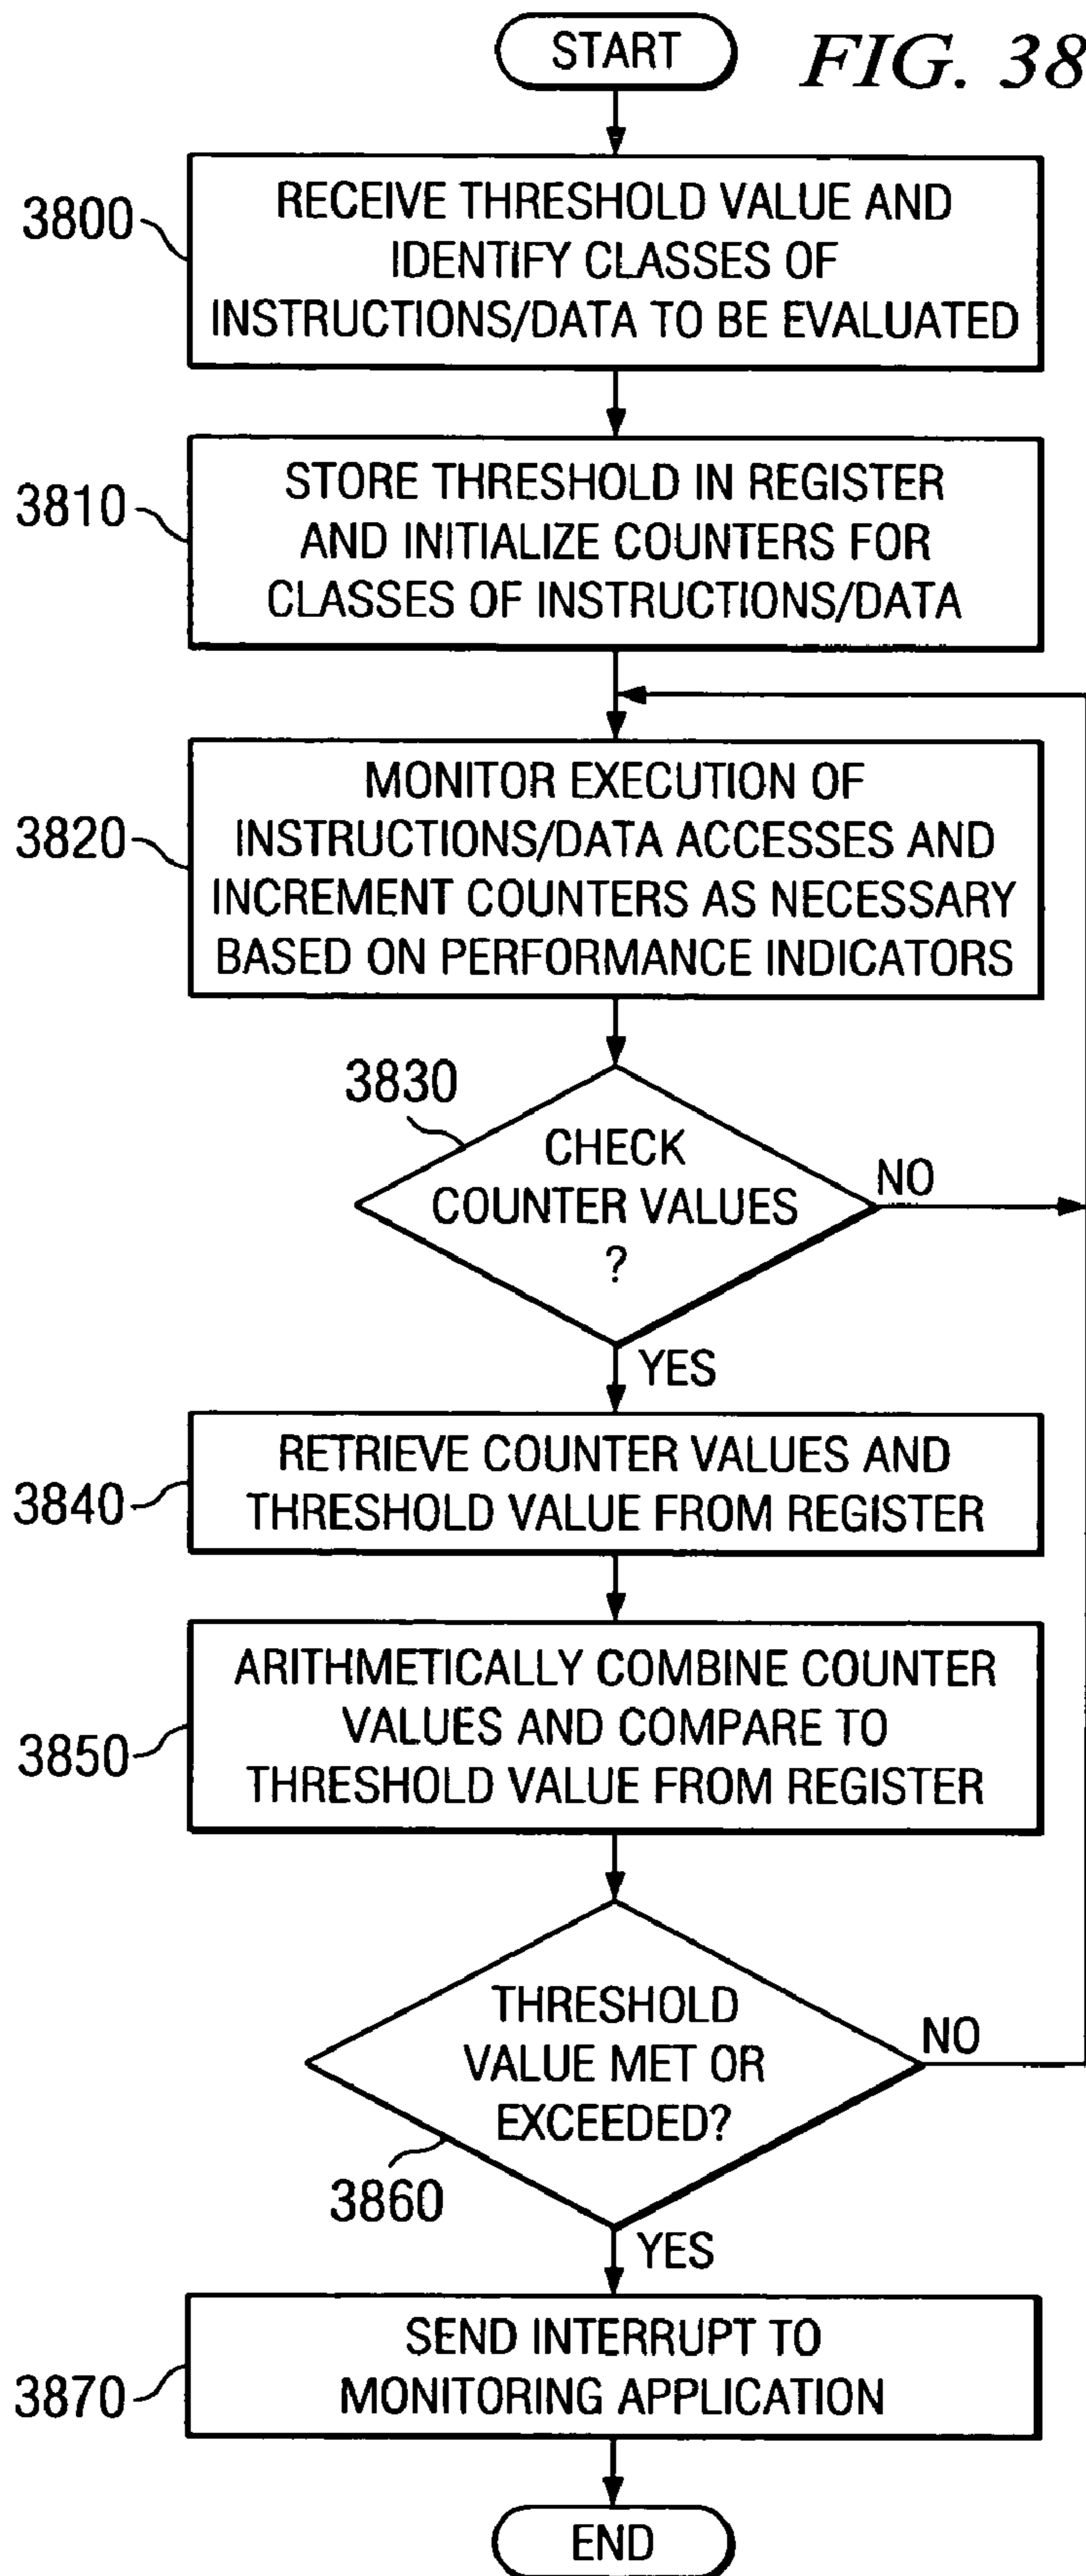 START
FIG. 38
3800
RECEIVE THRESHOLD VALUE AND
IDENTIFY CLASSES OF
INSTRUCTIONS/DATA TO BE EVALUATED
3810
STORE THRESHOLD IN REGISTER
AND INITIALIZE COUNTERS FOR
CLASSES OF INSTRUCTIONS/DATA
3820
MONITOR EXECUTION OF
INSTRUCTIONS/DATA ACCESSES AND
INCREMENT COUNTERS AS NECESSARY
BASED ON PERFORMANCE INDICATORS
3830
CHECK
COUNTER VALUES
?
NO
YES
3840
RETRIEVE COUNTER VALUES AND
THRESHOLD VALUE FROM REGISTER
3850
ARITHMETICALLY COMBINE COUNTER
VALUES AND COMPARE TO
THRESHOLD VALUE FROM REGISTER
THRESHOLD
VALUE MET OR
EXCEEDED?
NO
3860
YES
3870
SEND INTERRUPT TO
MONITORING APPLICATION
END